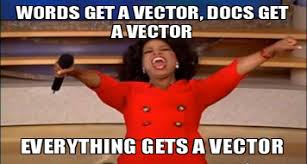 WORDS GET A VECTOR, DOCS GET
A VECTOR
EVERYTHING GETS A VECTOR